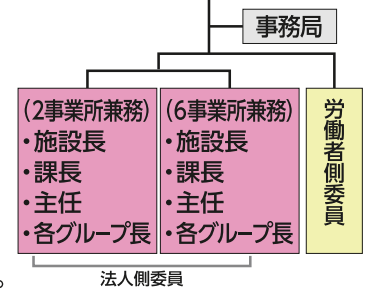 事務局
(2事業所兼務)
・施設長
・課長
・主任
・各グループ長
(6事業所兼務)
・施設長
・課長
・主任
・各グループ長
労働者側委員
法人側委員
。